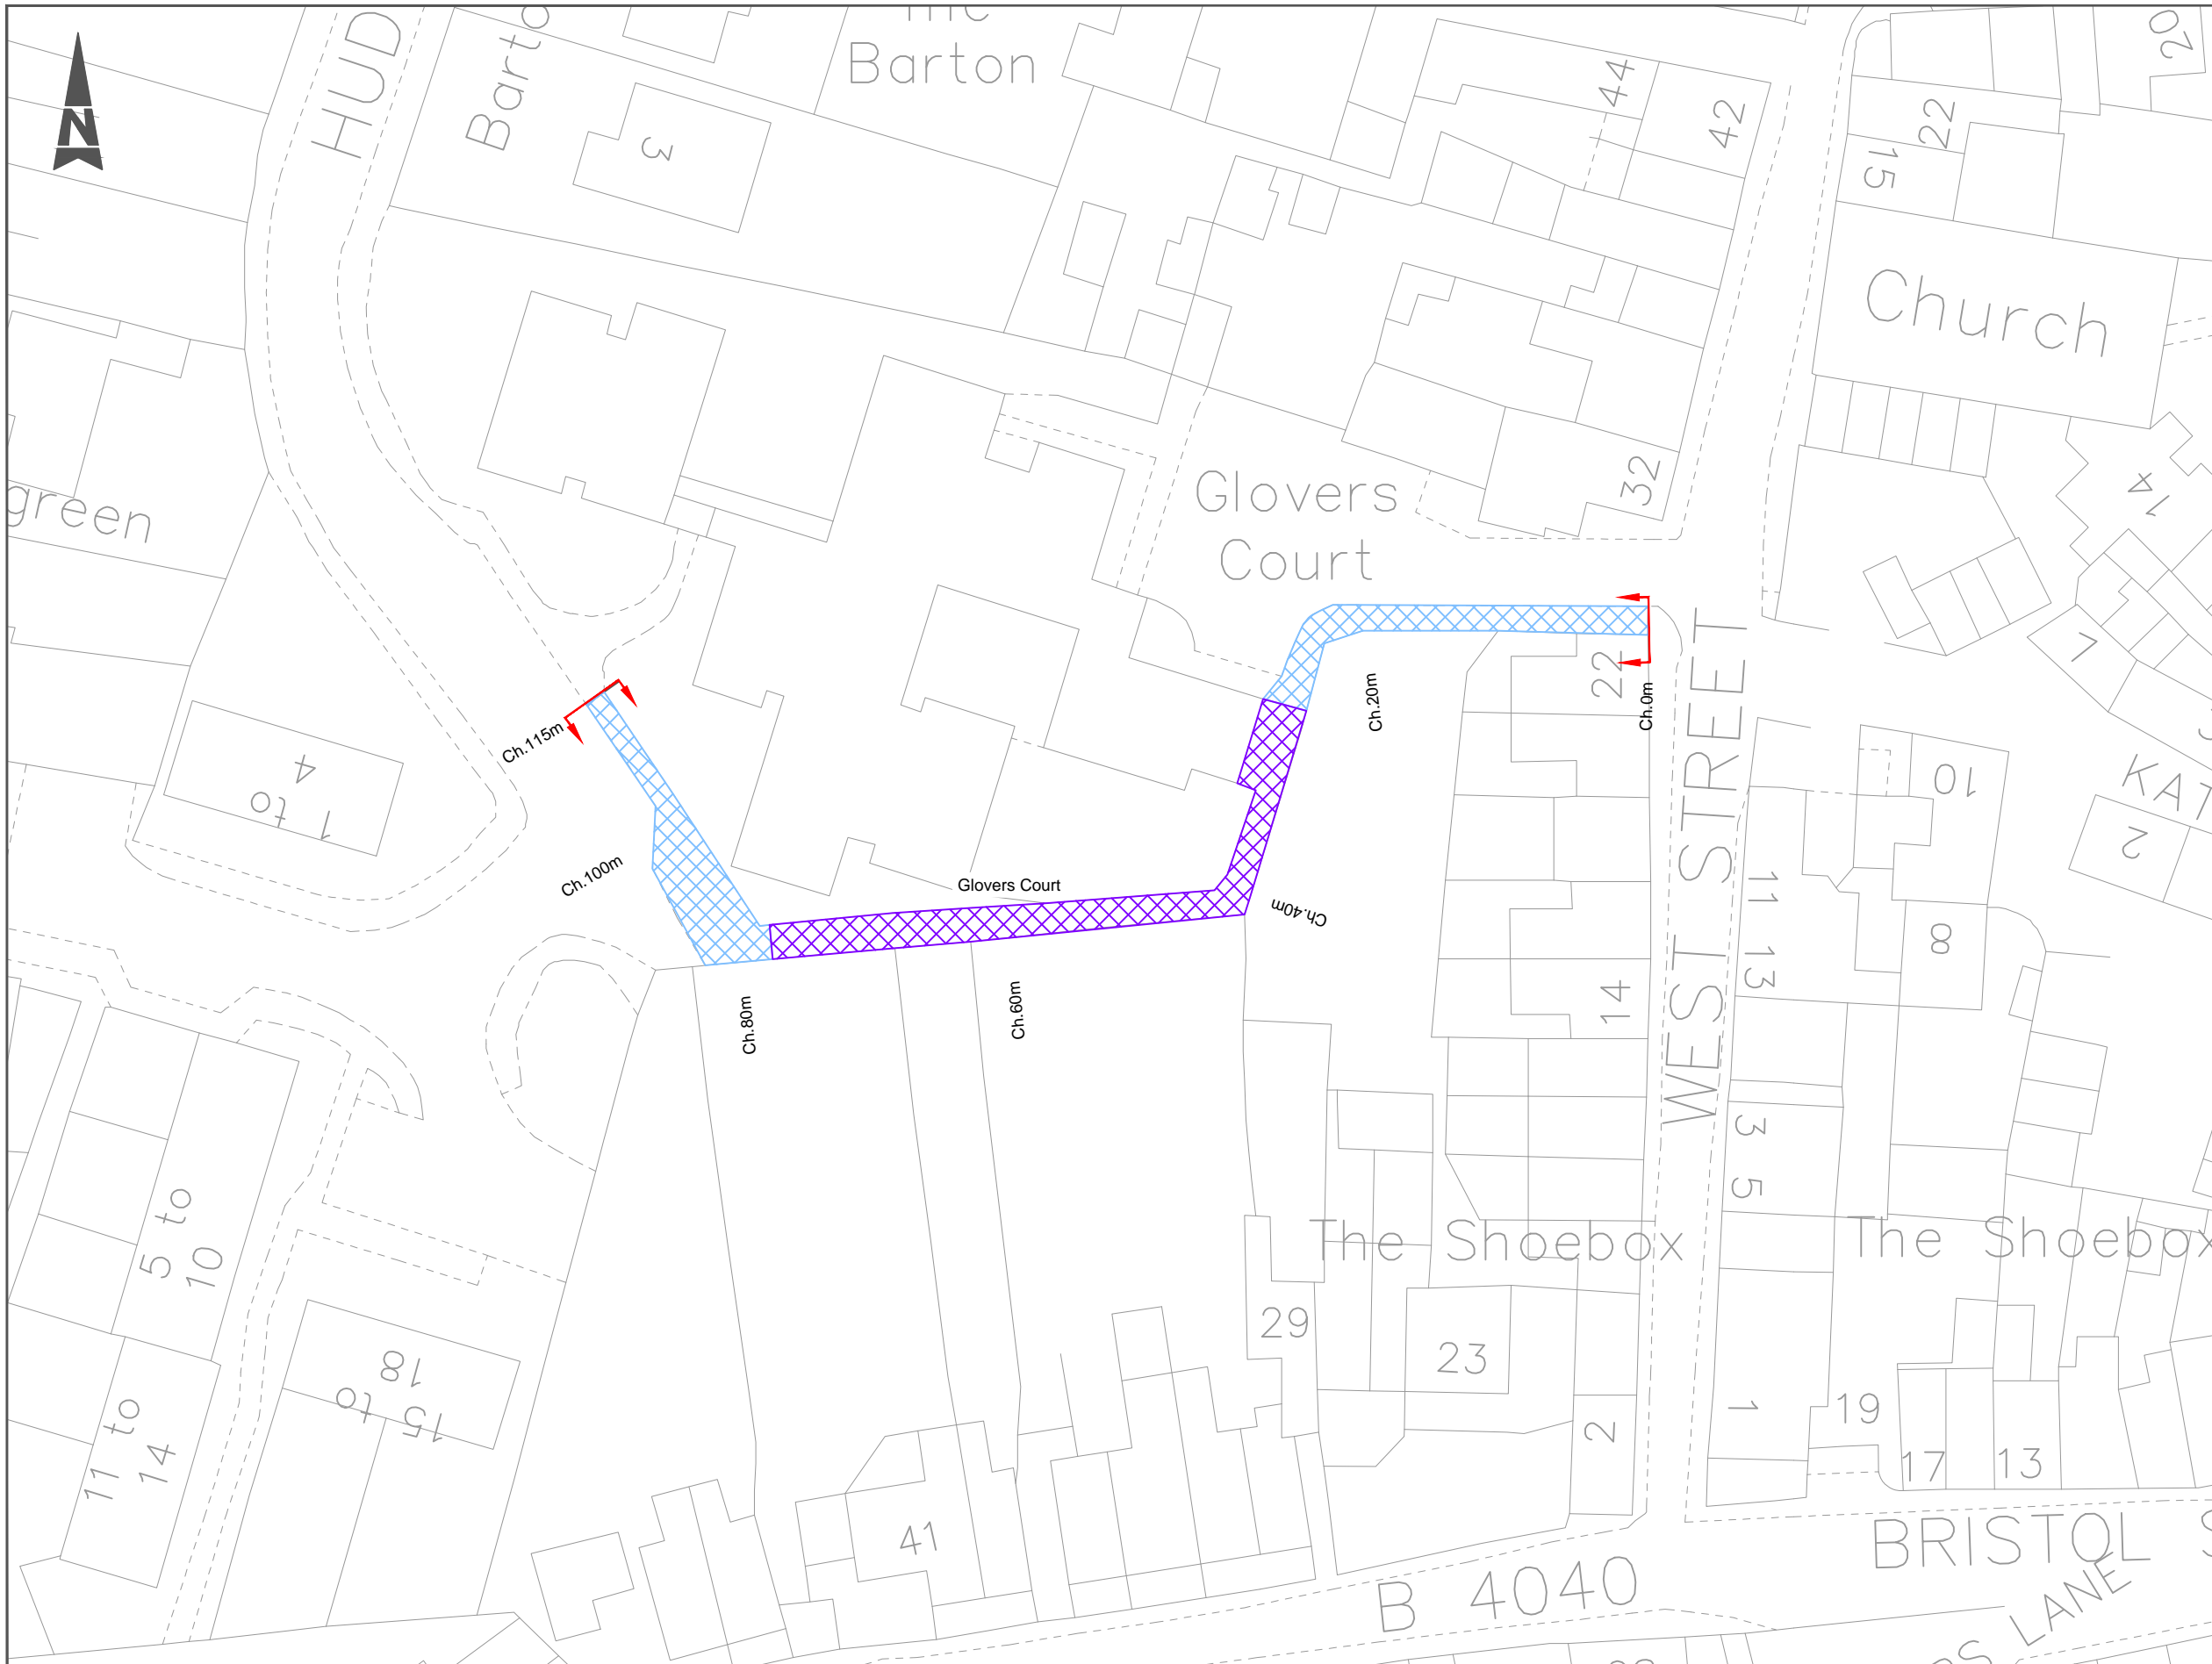 N
HUD
Barto
The
Barton
3
44
42
22
15
20
Church
green
Glovers
Court
32
14
22
Ch.0m
Ch.20m
WEST STREET
7
10
KAT
2
Ch.115m
4
1 to
Ch.100m
Glovers Court
Ch.40m
11
13
8
Ch.80m
Ch.60m
14
3
5
5 to
10
The Shoebox
The Shoebox
29
23
18
15 to
11 to
14
2
1
19
17
13
41
B 4040
BRISTOL S
LANE